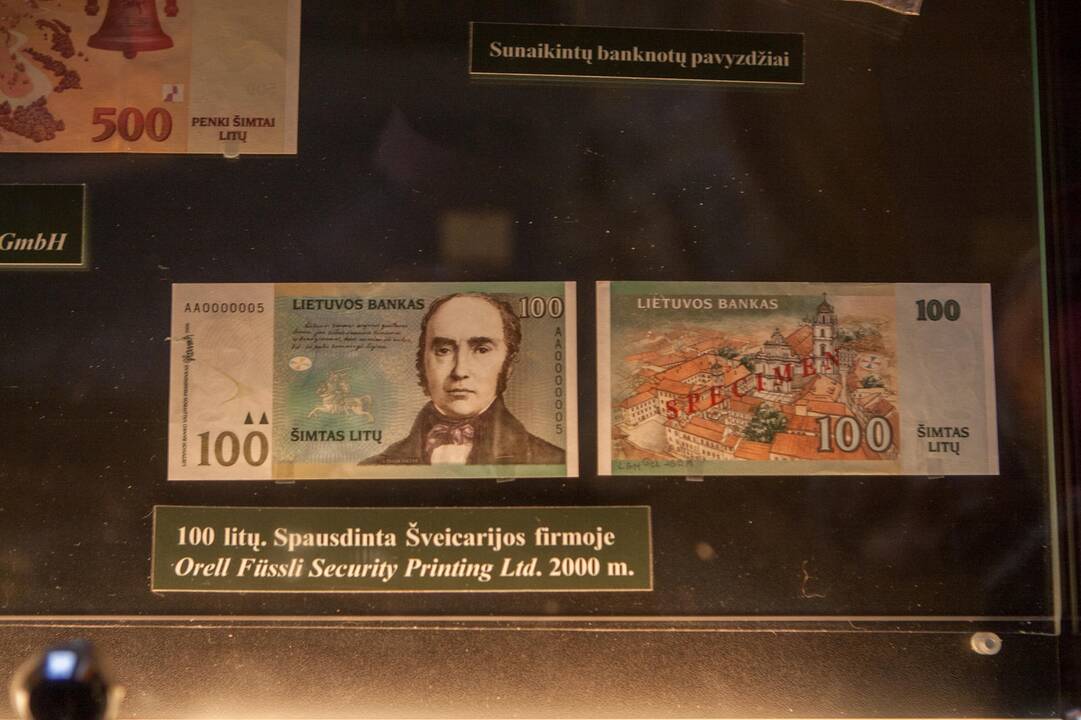 Sunaikintų banknotų pavyzdžiai
500
PENKI ŠIMTAI
LITŲ
GmbH
AA0000005
LIETUVOS BANKAS
100
AA0000005
100
ŠIMTAS LITŲ
LIETUVOS BANKAS
100
SPECIMEN
100
ŠIMTAS
LITŲ
100 litų. Spausdinta Šveicarijos firmoje
Orell Füssli Security Printing Ltd. 2000 m.